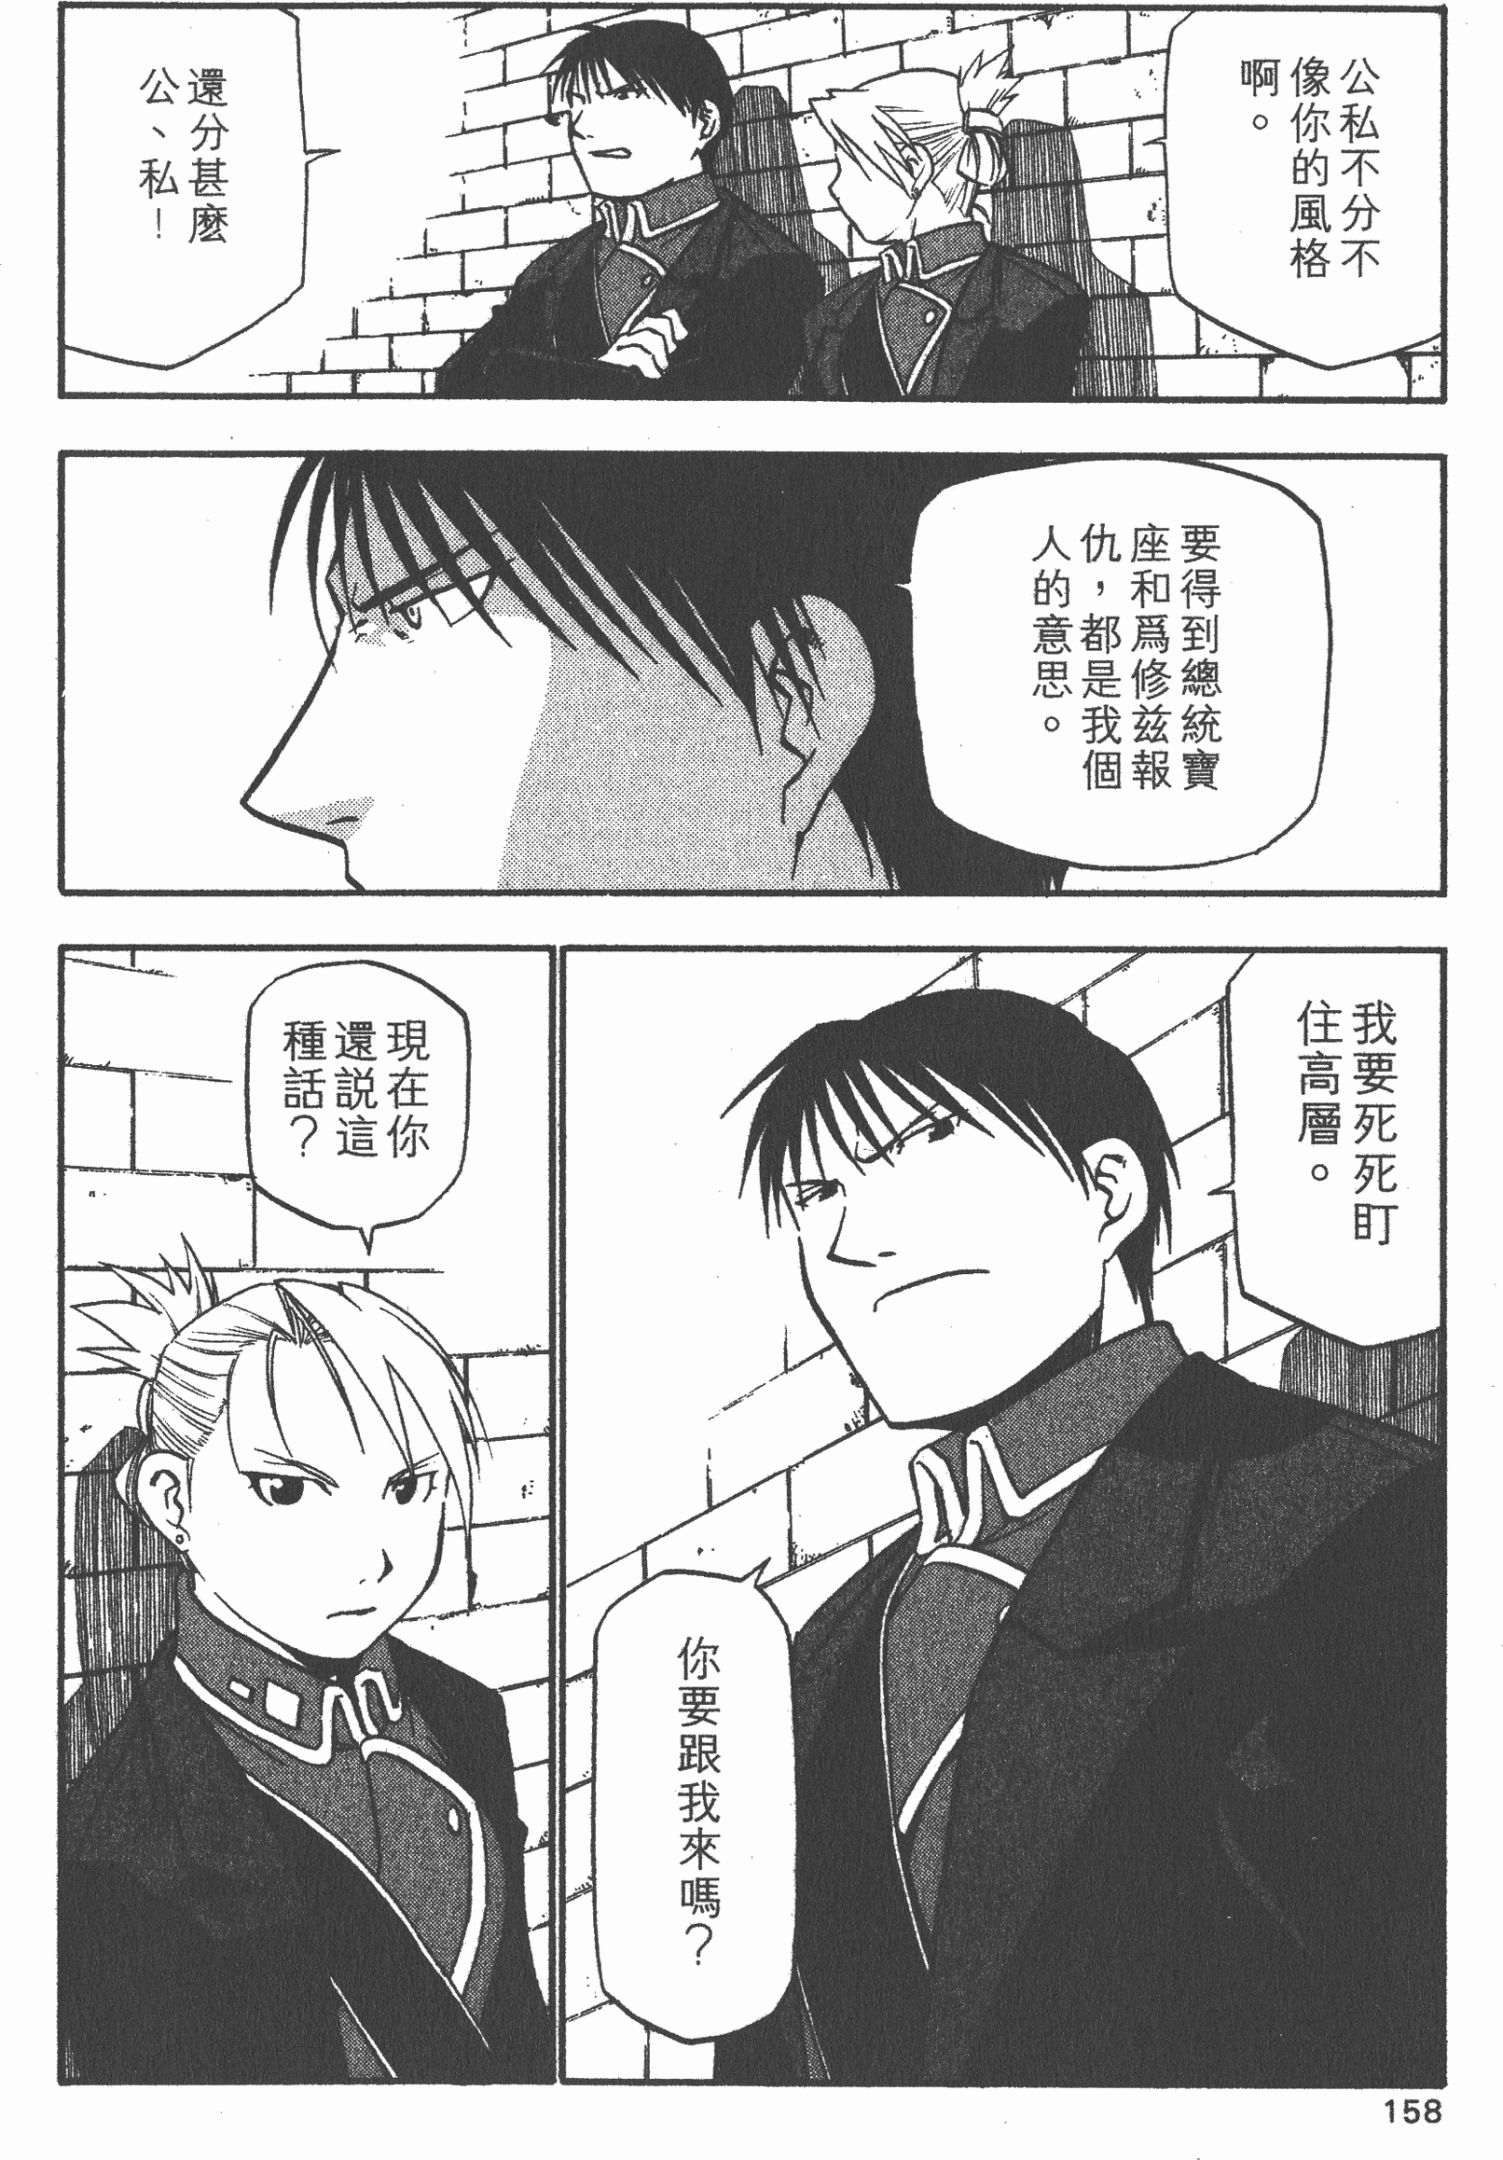 公私不分不
像你的風格
啊。
還分甚麼
公、私！
要得到總統寶
座和爲修兹報
仇，都是我個
人的意思。
我要死死盯
住高層。
你要跟我來嗎？
現在你
還説這
種話？
158